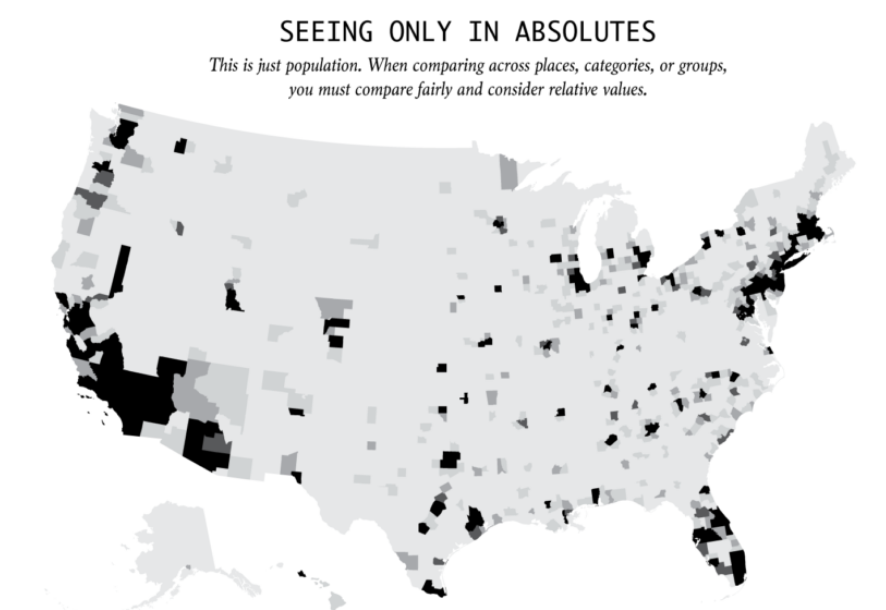 SEEING ONLY IN ABSOLUTES
This is just population. When comparing across places, categories, or groups,
you must compare fairly and consider relative values.